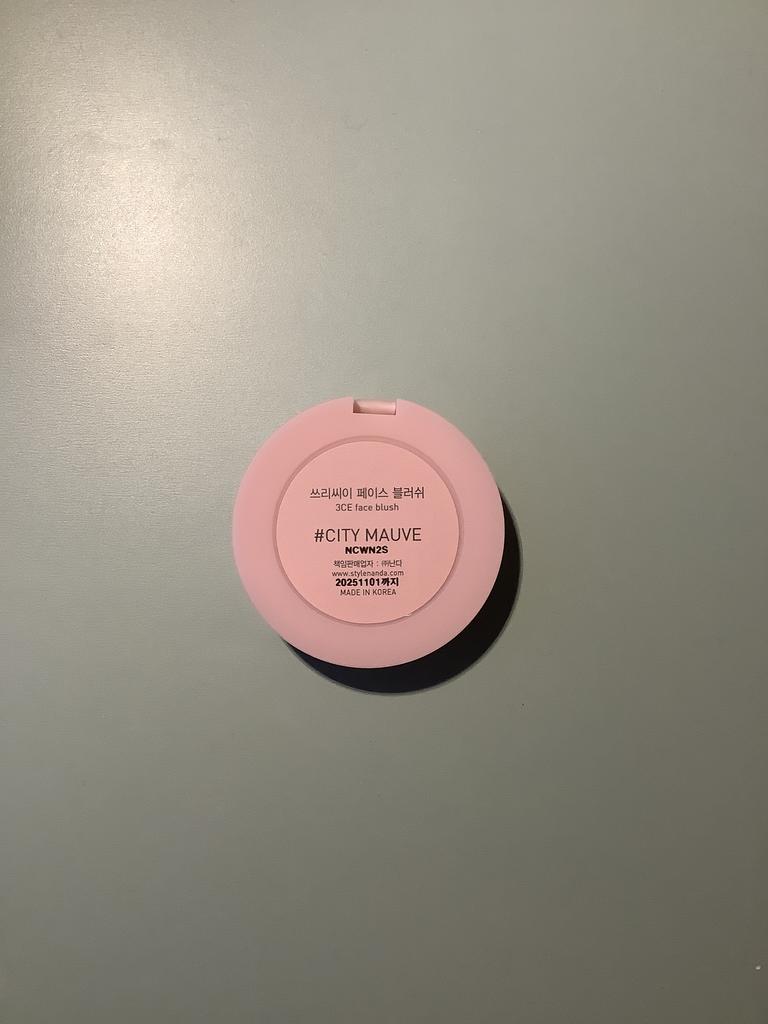 쓰리씨이 페이스 블러쉬
3CE face blush
#CITY MAUVE
NCWN2S
책임판매업자 : ㈜난다
www.stylenanda.com
20251101까지
MADE IN KOREA